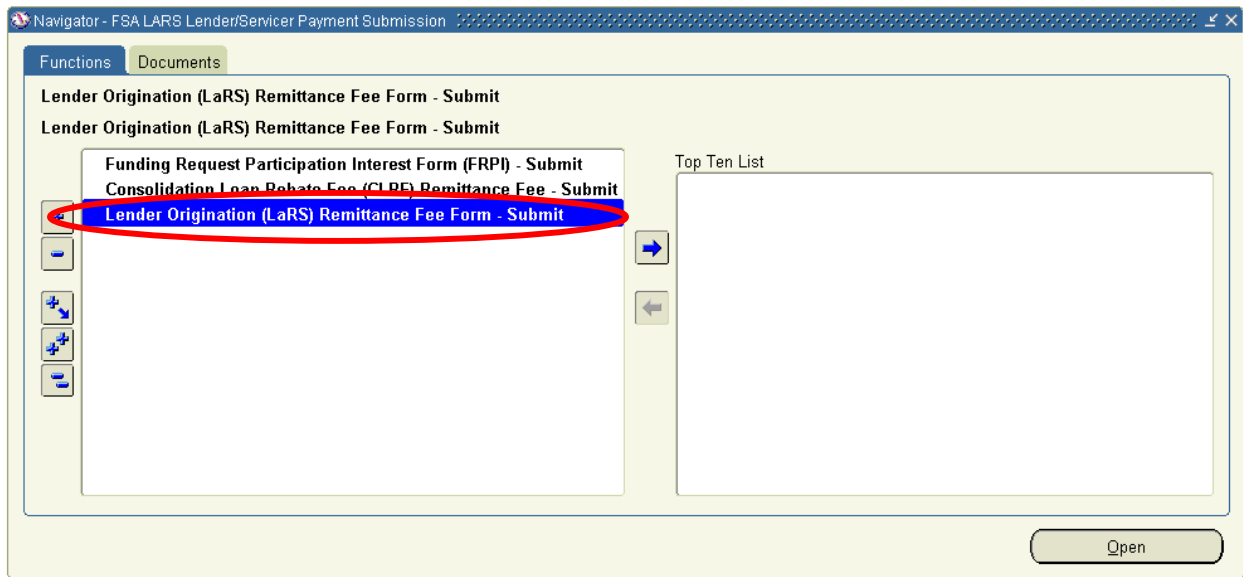 Navigator - FSA LARS Lender/Servicer Payment Submission
Functions Documents
Lender Origination (LaRS) Remittance Fee Form - Submit
Lender Origination (LaRS) Remittance Fee Form - Submit
Funding Request Participation Interest Form (FRPI) - Submit
Top Ten List
Consolidation Loan Rebate Fee (CLRF) Remittance Fee - Submit
Lender Origination (LaRS) Remittance Fee Form - Submit
Open